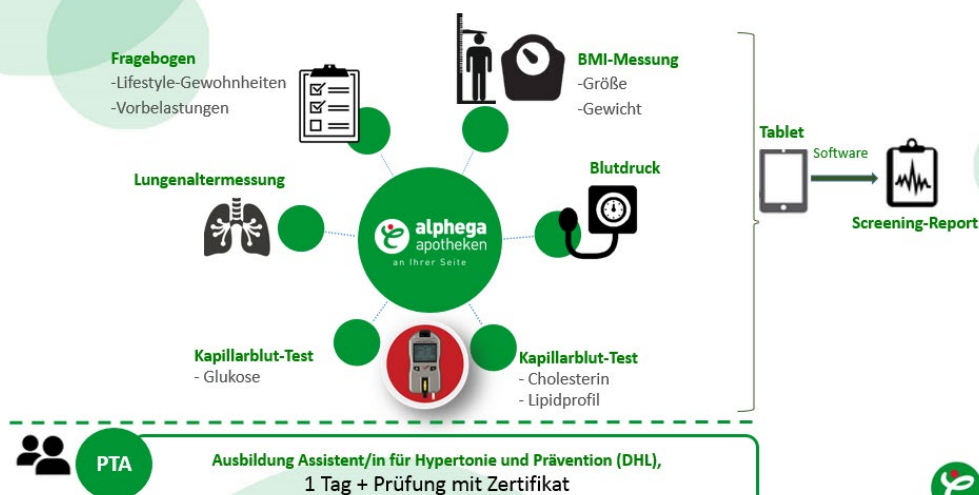 Fragebogen
-Lifestyle-Gewohnheiten
-Vorbelastungen
BMI-Messung
-Größe
-Gewicht
Tablet
Software
Screening-Report
Lungenaltermessung
Blutdruck
alphega
apotheken
an Ihrer Seite
Kapillarblut-Test
- Glukose
Kapillarblut-Test
- Cholesterin
- Lipidprofil
PTA
Ausbildung Assistent/in für Hypertonie und Prävention (DHL),
1 Tag + Prüfung mit Zertifikat